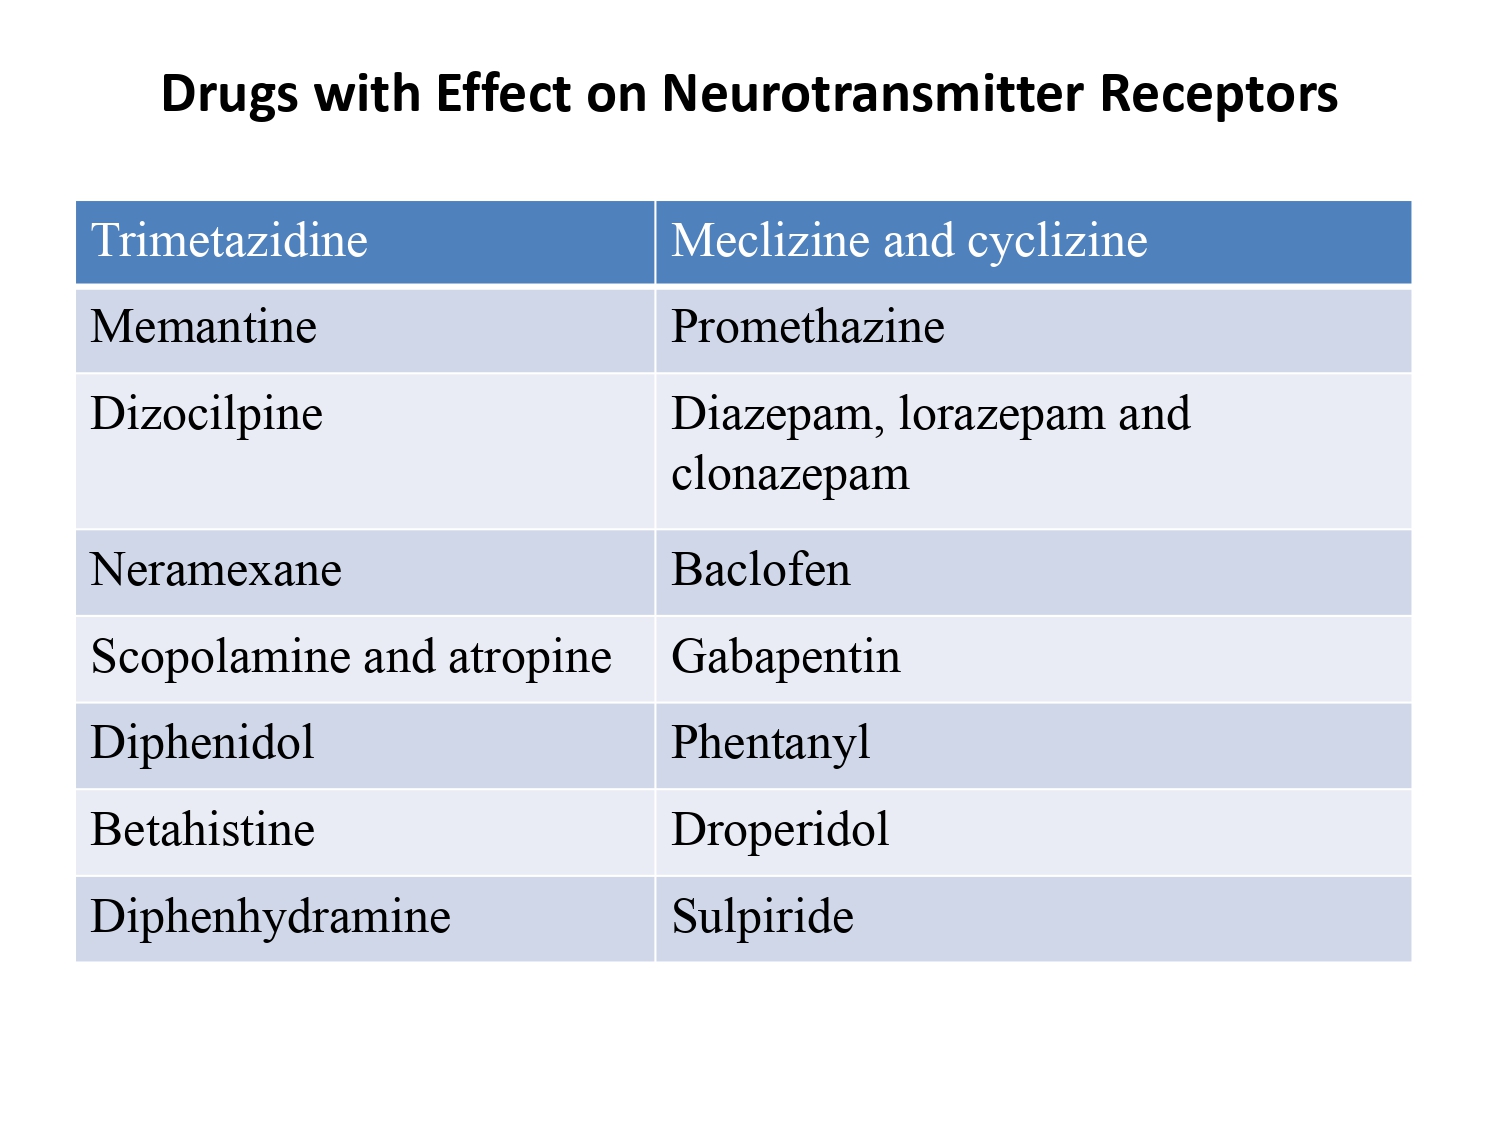 Drugs with Effect on Neurotransmitter Receptors
Trimetazidine
Meclizine and cyclizine
Memantine
Promethazine
Dizocilpine
Diazepam, lorazepam and
clonazepam
Neramexane
Baclofen
Scopolamine and atropine
Gabapentin
Diphenidol
Phentanyl
Betahistine
Droperidol
Diphenhydramine
Sulpiride